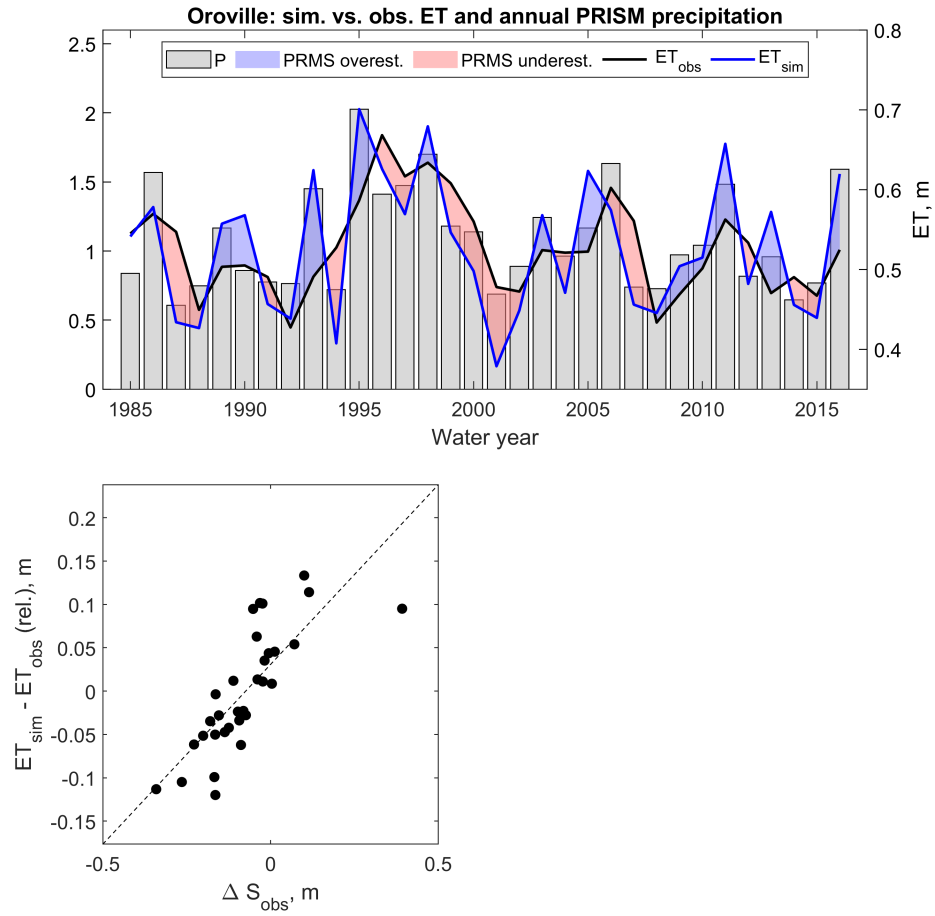 Oroville: sim. vs. obs. ET and annual PRISM precipitation
P PRMS overest. PRMS underest. ET_obs ET_sim
2.5
2
1.5
1
0.5
0
0.8
0.7
0.6
0.5
0.4
ET, m
1985 1990 1995 2000 2005 2010 2015
Water year
ET_sim - ET_obs (rel.), m
0.2
0.15
0.1
0.05
0
-0.05
-0.1
-0.15
-0.5 0 0.5
Δ S_obs, m